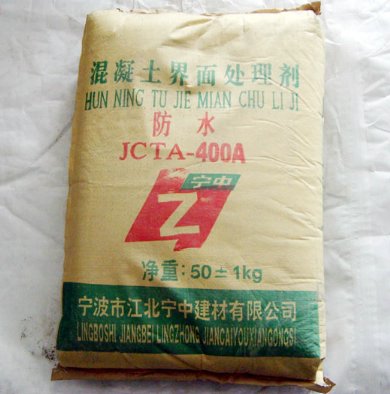 混凝土界面处理剂
HUN NING TU JIE MIAN CHU LI JI
防水
JCTA-400A
宁中
Z
净重:50±1kg
宁波市江北宁中建材有限公司
LINGBOSHI JIANGBEI LINGZHONG JIANCAIYOUXIANGONGSI